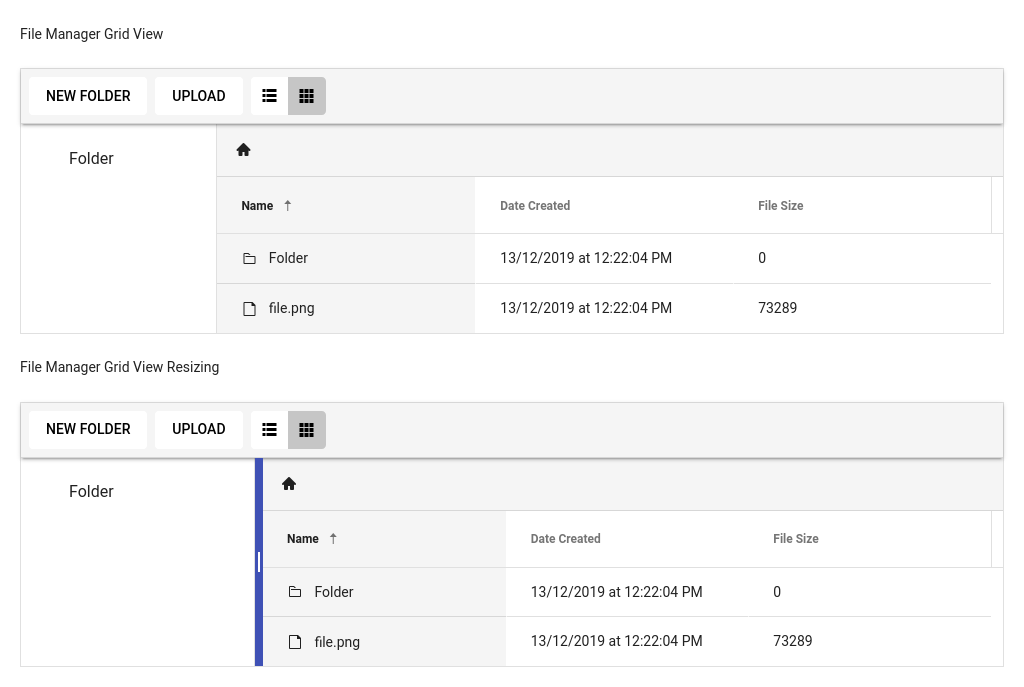 File Manager Grid View
NEW FOLDER UPLOAD
Folder
Name ↑ Date Created File Size
Folder 13/12/2019 at 12:22:04 PM 0
file.png 13/12/2019 at 12:22:04 PM 73289
File Manager Grid View Resizing
NEW FOLDER UPLOAD
Folder
Name ↑ Date Created File Size
Folder 13/12/2019 at 12:22:04 PM 0
file.png 13/12/2019 at 12:22:04 PM 73289